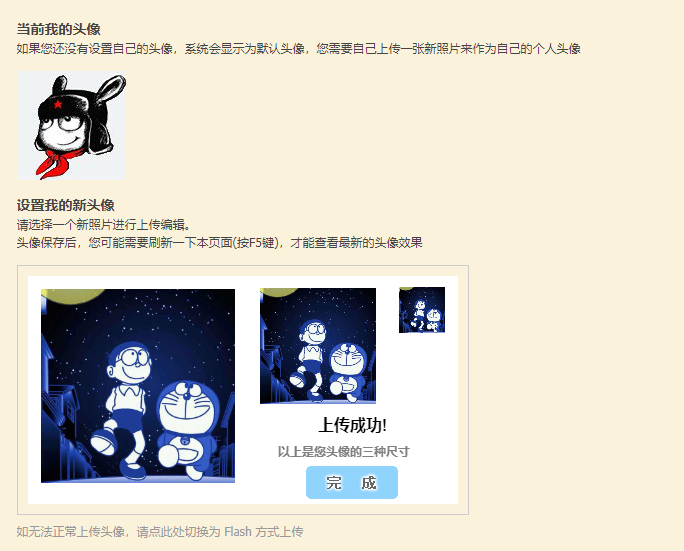 当前我的头像
如果您还没有设置自己的头像，系统会显示为默认头像，您需要自己上传一张新照片来作为自己的个人头像
设置我的新头像
请选择一个新照片进行上传编辑。
头像保存后，您可能需要刷新一下本页面(按F5键)，才能查看最新的头像效果
上传成功!
以上是您头像的三种尺寸
完 成
如无法正常上传头像，请点此处切换为 Flash 方式上传